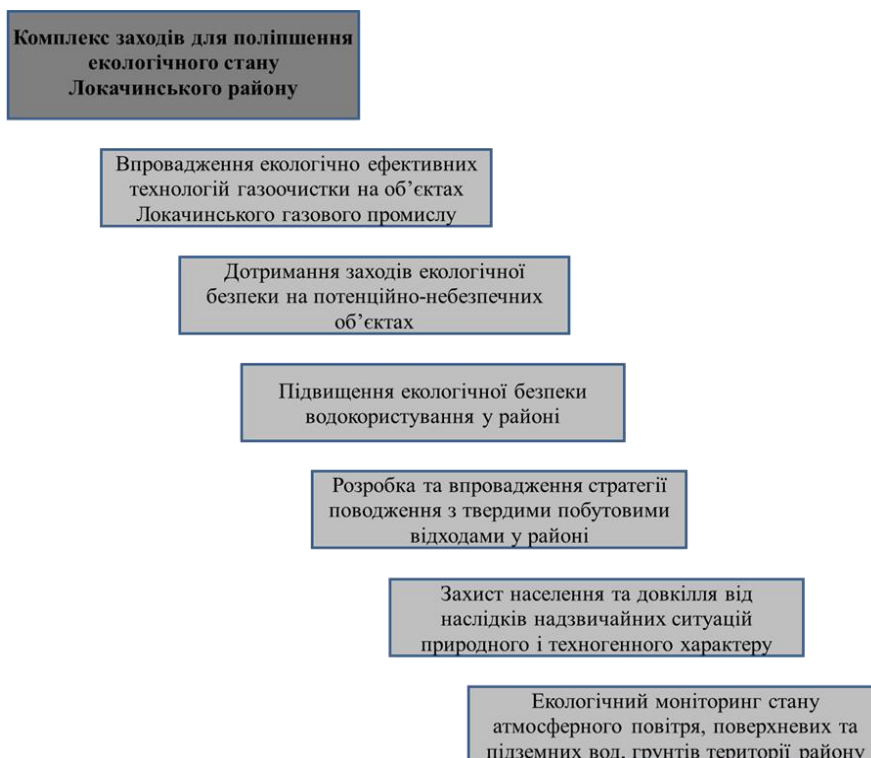 Комплекс заходів для поліпшення
екологічного стану
Локачинського району
Впровадження екологічно ефективних
технологій газоочистки на об’єктах
Локачинського газового промислу
Дотримання заходів екологічної
безпеки на потенційно-небезпечних
об’єктах
Підвищення екологічної безпеки
водокористування у районі
Розробка та впровадження стратегії
поводження з твердими побутовими
відходами у районі
Захист населення та довкілля від
наслідків надзвичайних ситуацій
природного і техногенного характеру
Екологічний моніторинг стану
атмосферного повітря, поверхневих та
підземних вод, грунтів території району